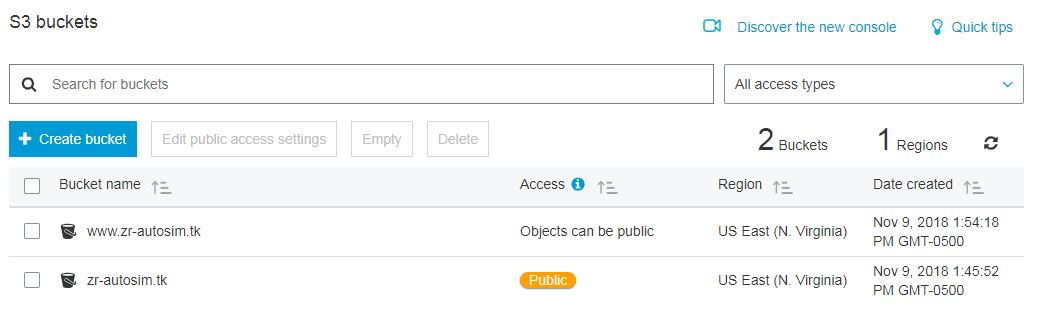 S3 buckets
Discover the new console
Quick tips
Search for buckets
All access types
+ Create bucket
Edit public access settings
Empty
Delete
2 Buckets
1 Regions
Bucket name
Access
Region
Date created
www.zr-autosim.tk
Objects can be public
US East (N. Virginia)
Nov 9, 2018 1:54:18
PM GMT-0500
zr-autosim.tk
Public
US East (N. Virginia)
Nov 9, 2018 1:45:52
PM GMT-0500